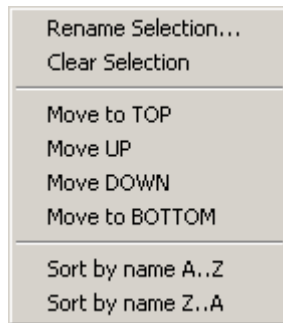 Rename Selection...
Clear Selection
Move to TOP
Move UP
Move DOWN
Move to BOTTOM
Sort by name A..Z
Sort by name Z..A